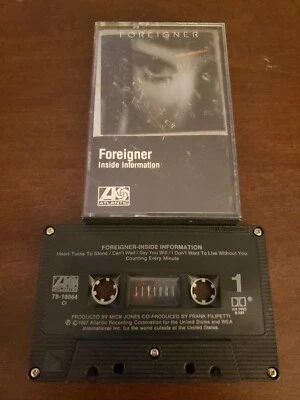 FOREIGNER
Foreigner
Inside Information
ATLANTIC
FOREIGNER-INSIDE INFORMATION
Heart Turns To Stone / Can't Wait / Say You Will / I Don't Want To Live Without You
Counting Every Minute
78-18084
1
PRODUCED BY MICK JONES CO-PRODUCED BY FRANK FILIPETTI
©1987 Atlantic Recording Corporation for the United States and WEA
International Inc. for the world outside of the United States.